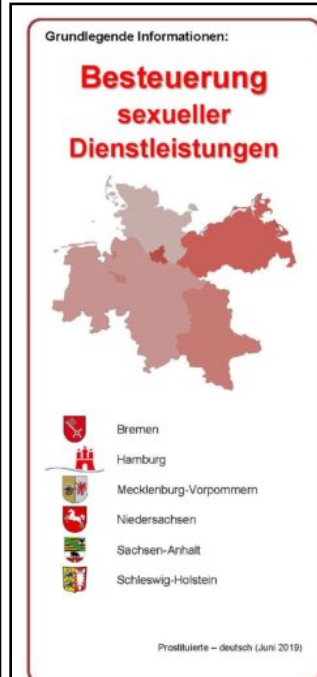 Grundlegende Informationen:
Besteuerung
sexueller
Dienstleistungen
Bremen
Hamburg
Mecklenburg-Vorpommern
Niedersachsen
Sachsen-Anhalt
Schleswig-Holstein
Prostituierte – deutsch (Juni 2019)